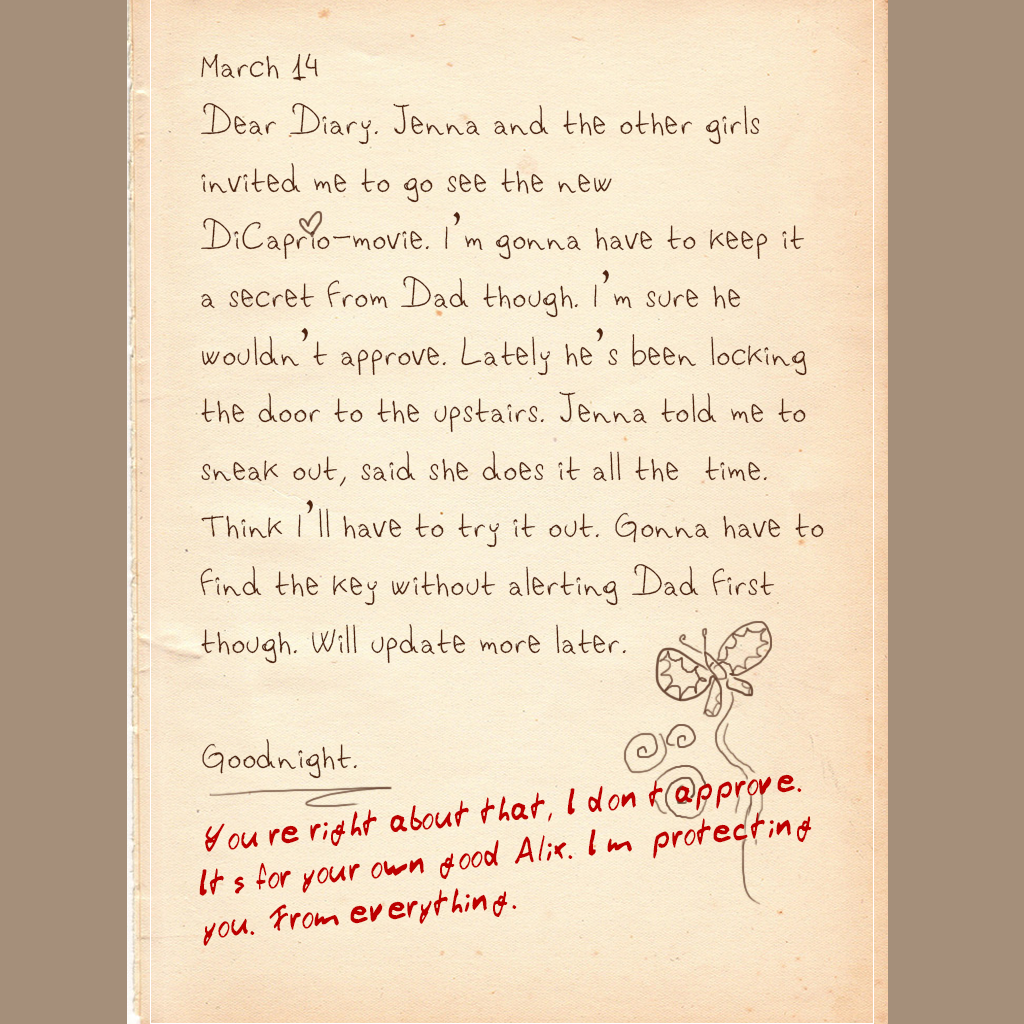 March 14
Dear Diary. Jenna and the other girls
invited me to go see the new
DiCaprio-movie. I'm gonna have to keep it
a secret from Dad though. I'm sure he
wouldn't approve. Lately he's been locking
the door to the upstairs. Jenna told me to
sneak out, said she does it all the time.
Think I'll have to try it out. Gonna have to
find the key without alerting Dad first
though. Will update more later.
Goodnight.
You re right about that, I don t approve.
It s for your own good Alix. I m protecting
you. From everything.